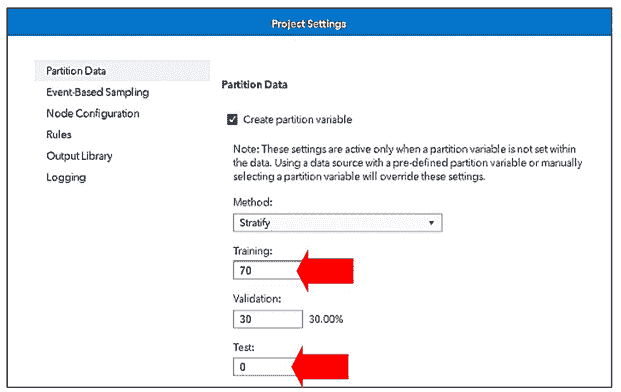 Project Settings
Partition Data
Event-Based Sampling
Node Configuration
Rules
Output Library
Logging
Partition Data
Create partition variable
Note: These settings are active only when a partition variable is not set within
the data. Using a data source with a pre-defined partition variable or manually
selecting a partition variable will override these settings.
Method:
Stratify
Training:
70
Validation:
30 30.00%
Test:
0